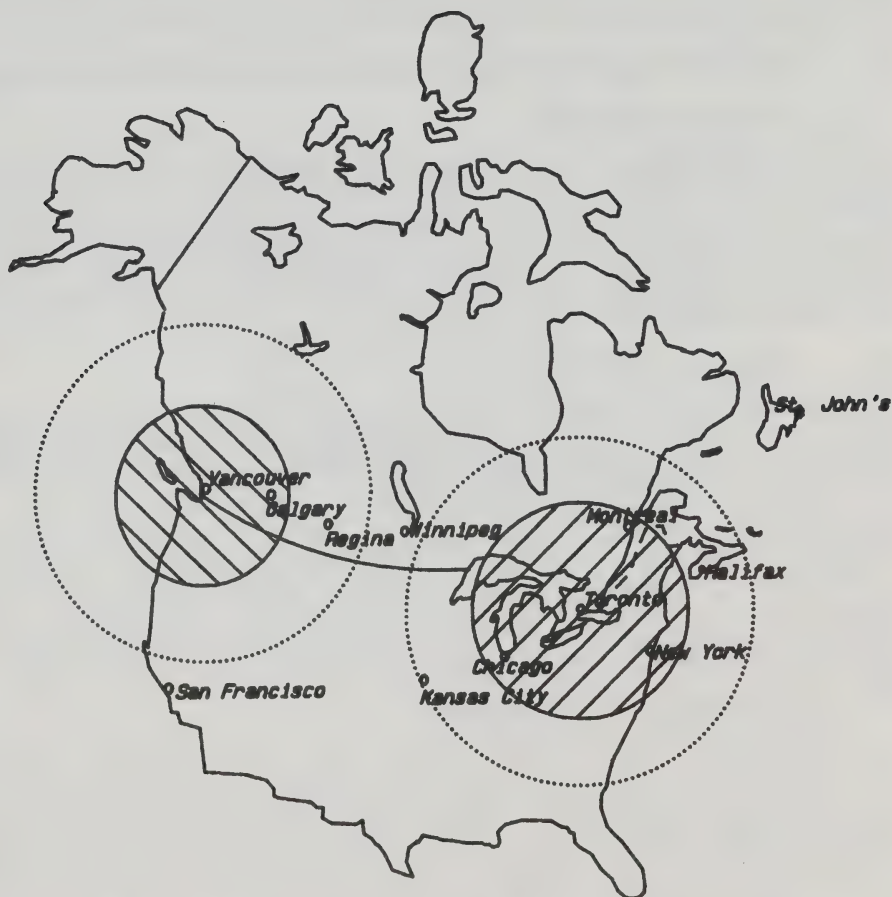 St. John's
Vancouver
Calgary
Regina
Winnipeg
Montreal
Halifax
Toronto
New York
Chicago
San Francisco
Kansas City